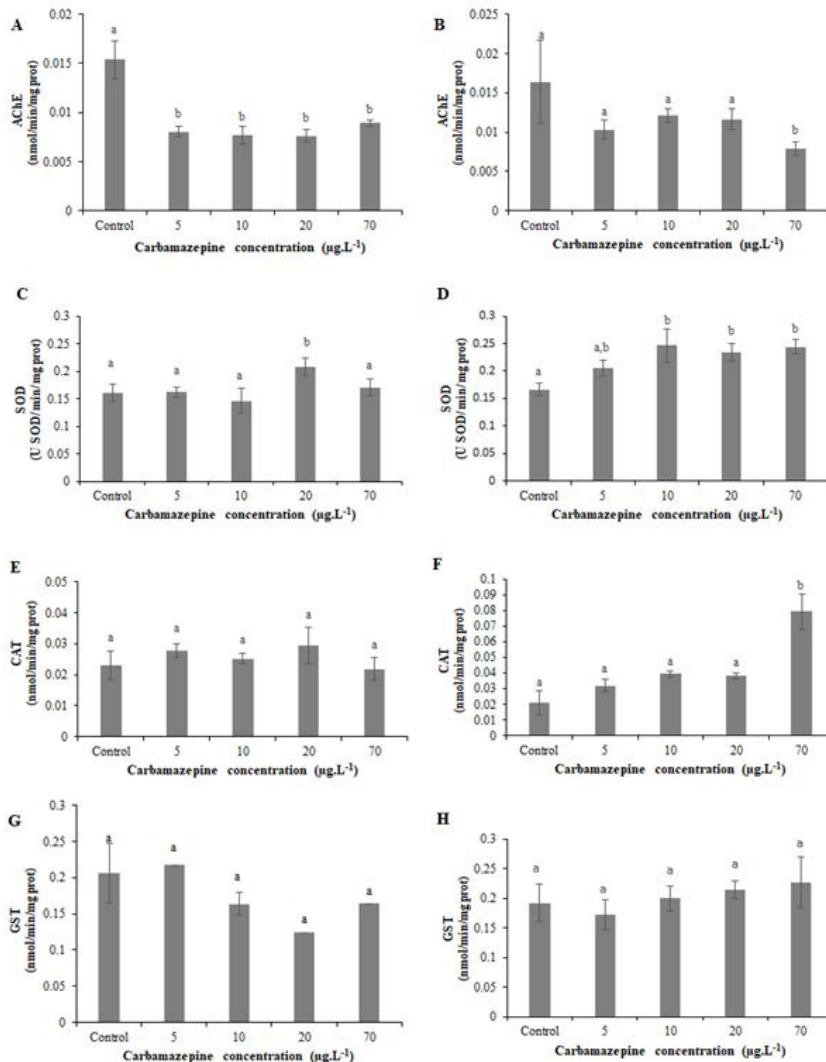 A
AChE
(nmol/min/mg prot)
0.02
0.015
0.01
0.005
0
a
b
b
b
b
Control
5
10
20
70
Carbamazepine concentration (µg.L⁻¹)
B
AChE
(nmol/min/mg prot)
0.025
0.02
0.015
0.01
0.005
0
a
a
a
a
b
Control
5
10
20
70
Carbamazepine concentration (µg.L⁻¹)
C
SOD
(U SOD/min/mg prot)
0.3
0.25
0.2
0.15
0.1
0.05
0
a
a
a
b
a
Control
5
10
20
70
Carbamazepine concentration (µg.L⁻¹)
D
SOD
(U SOD/min/mg prot)
0.3
0.25
0.2
0.15
0.1
0.05
0
a
a,b
b
b
b
Control
5
10
20
70
Carbamazepine concentration (µg.L⁻¹)
E
CAT
(nmol/min/mg prot)
0.05
0.04
0.03
0.02
0.01
0
a
a
a
a
a
Control
5
10
20
70
Carbamazepine concentration (µg.L⁻¹)
F
CAT
(nmol/min/mg prot)
0.1
0.09
0.08
0.07
0.06
0.05
0.04
0.03
0.02
0.01
0
a
a
a
a
b
Control
5
10
20
70
Carbamazepine concentration (µg.L⁻¹)
G
GST
(nmol/min/mg prot)
0.3
0.25
0.2
0.15
0.1
0.05
0
a
a
a
a
a
Control
5
10
20
70
Carbamazepine concentration (µg.L⁻¹)
H
GST
(nmol/min/mg prot)
0.3
0.25
0.2
0.15
0.1
0.05
0
a
a
a
a
a
Control
5
10
20
70
Carbamazepine concentration (µg.L⁻¹)